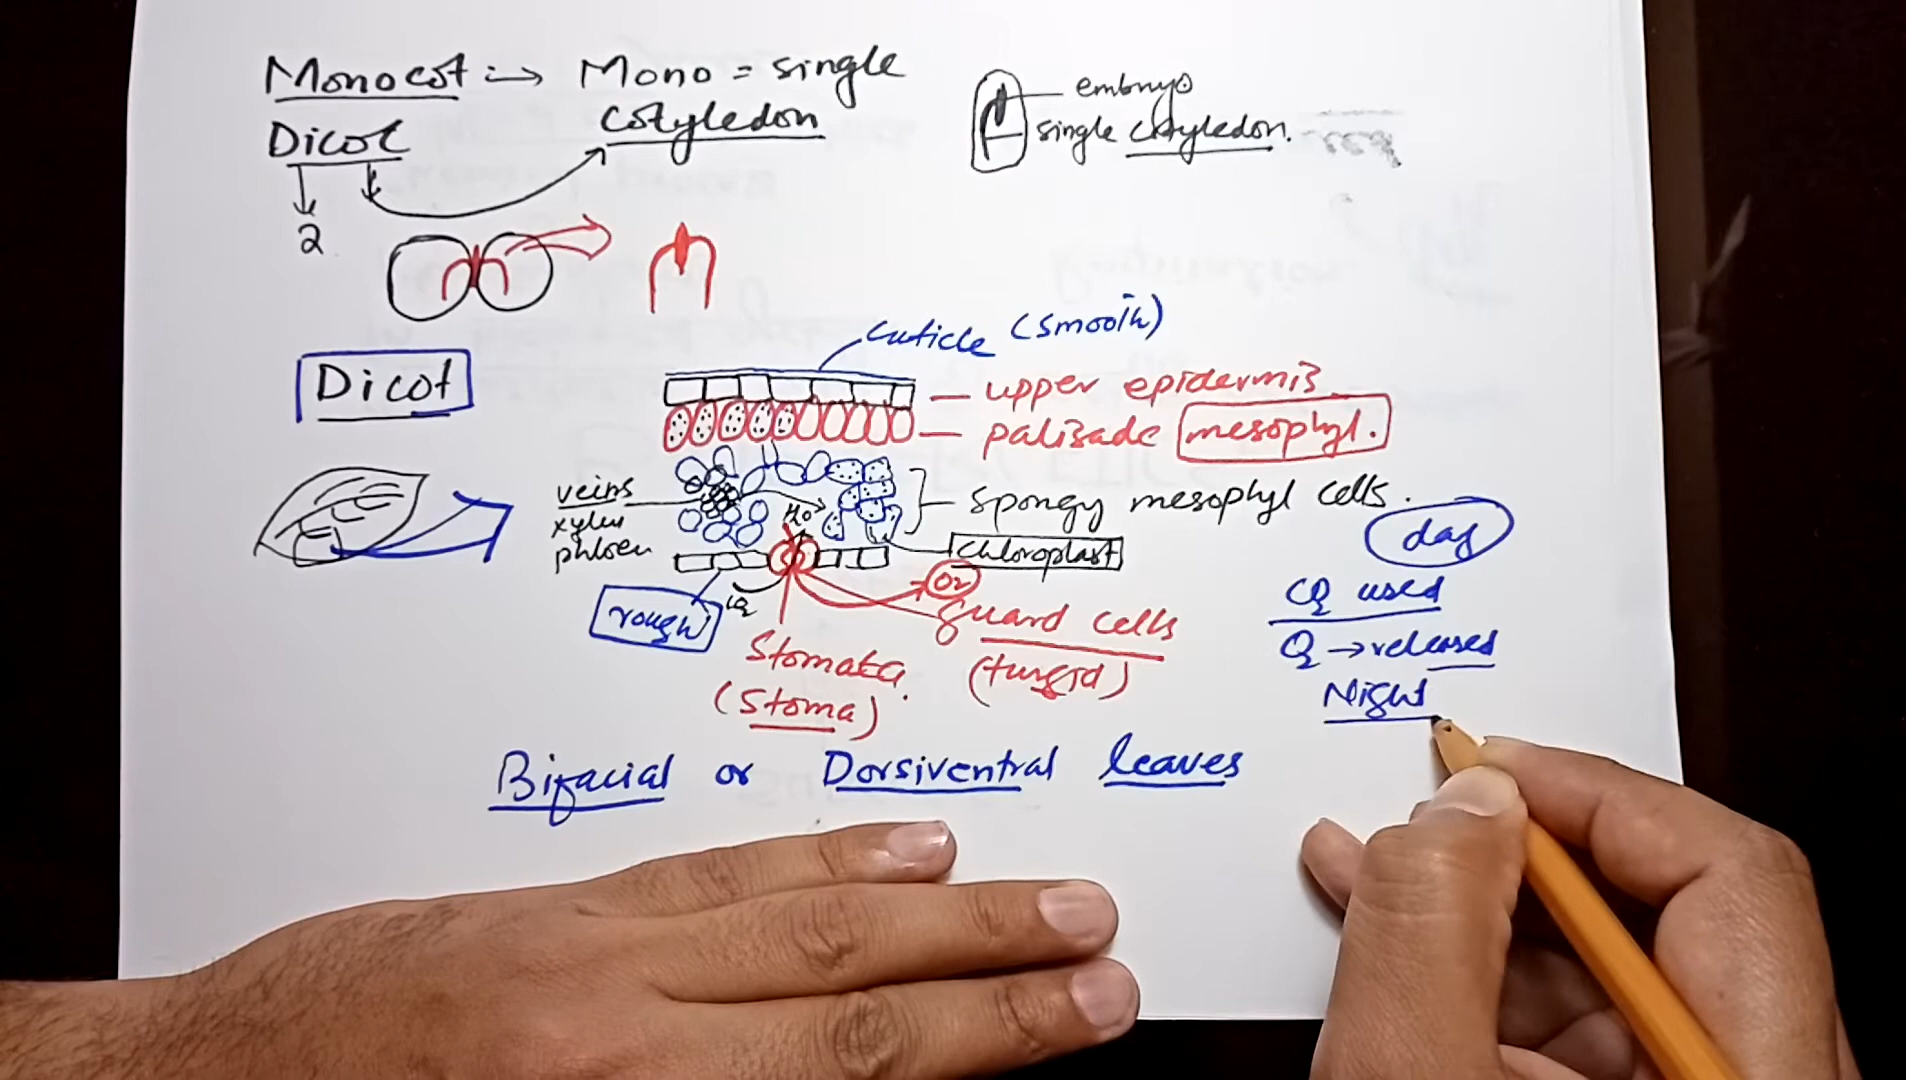 Monocot → Mono = single
cotyledon
Dicot
2
embryo
single cotyledon.
Dicot
cuticle (smooth)
upper epidermis
palisade mesophyl.
spongy mesophyl cells.
veins
xylem
phloem
H2O
chloroplast
CO2
O2
rough
guard cells
(turgid)
Stomata.
(Stoma)
day
CO2 used
O2 → released
Night
Bifacial or Dorsiventral leaves